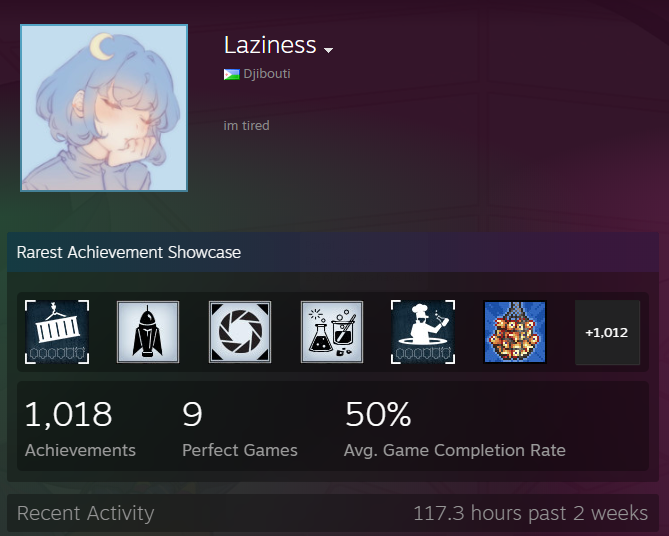 Laziness
Djibouti
im tired
Rarest Achievement Showcase
+1,012
1,018 9 50%
Achievements Perfect Games Avg. Game Completion Rate
Recent Activity 117.3 hours past 2 weeks